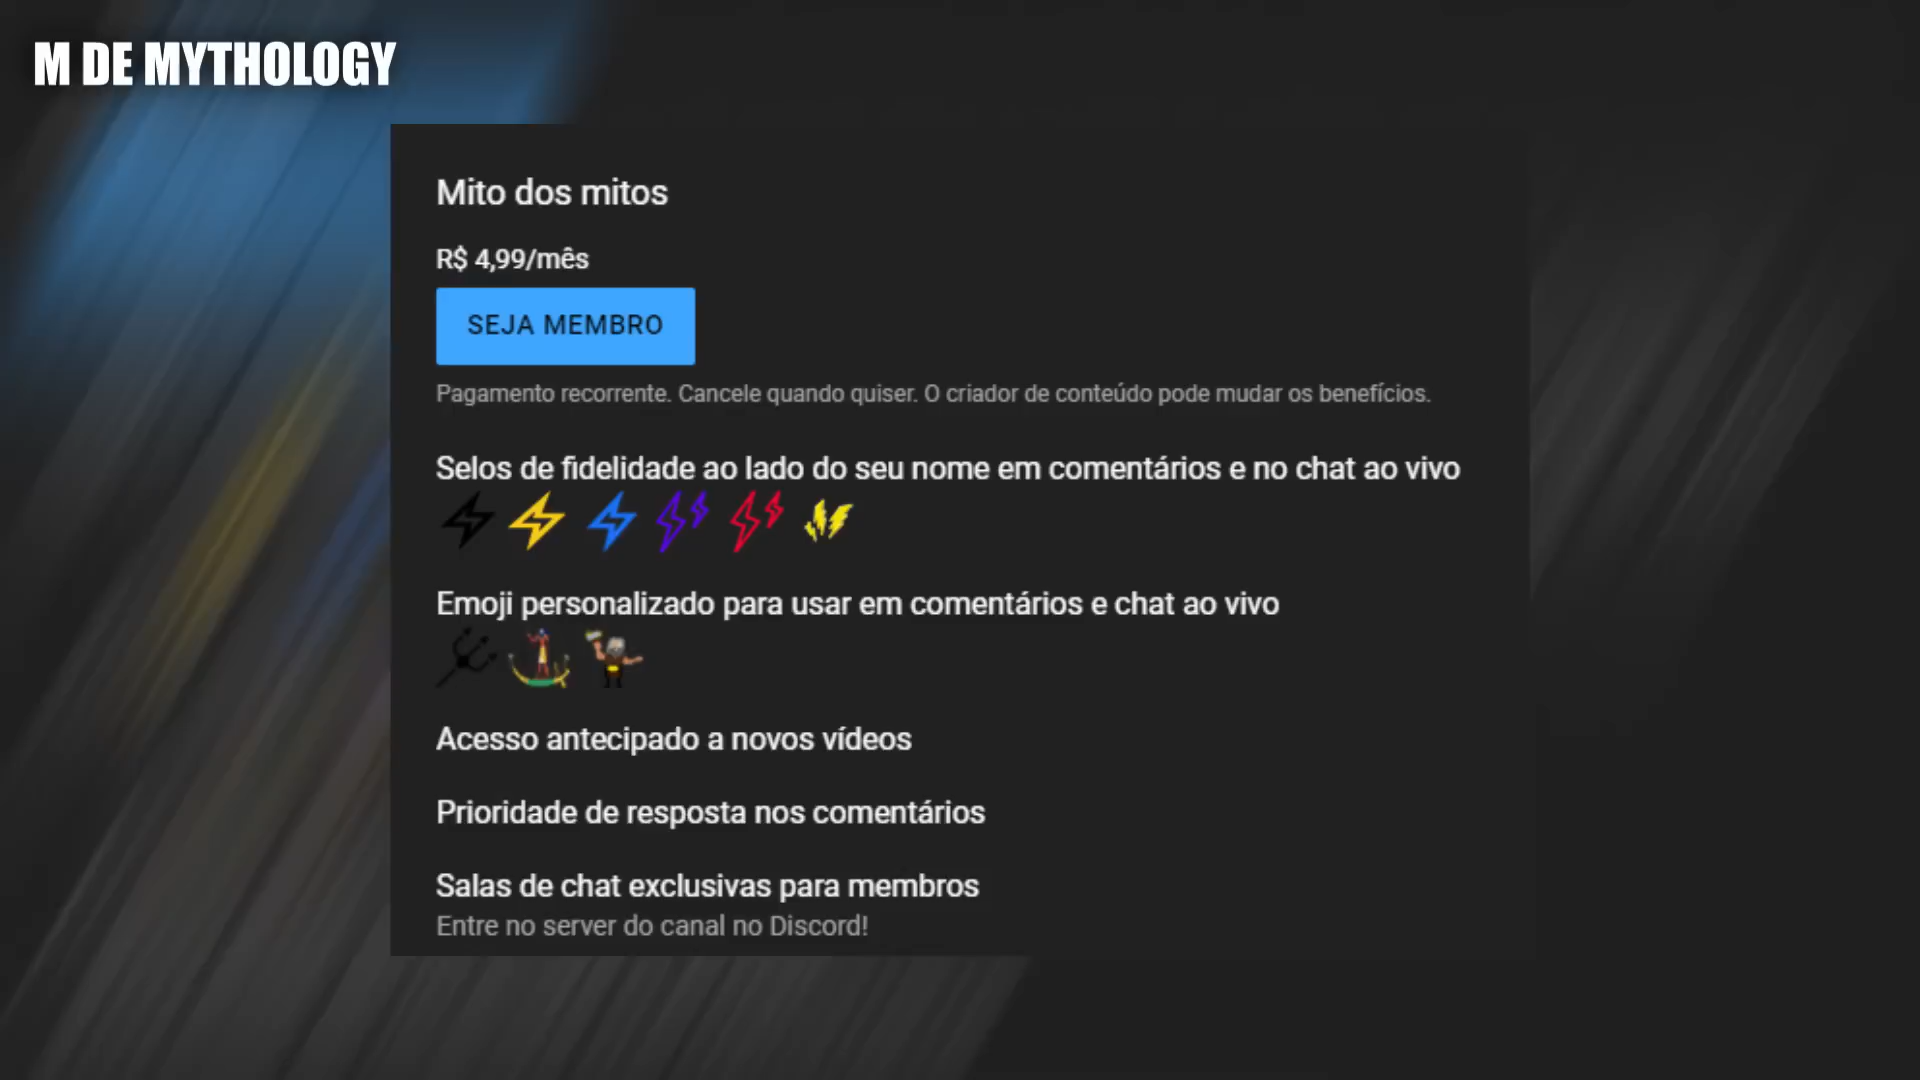 M DE MYTHOLOGY
Mito dos mitos
R$ 4,99/mês
SEJA MEMBRO
Pagamento recorrente. Cancele quando quiser. O criador de conteúdo pode mudar os benefícios.
Selos de fidelidade ao lado do seu nome em comentários e no chat ao vivo
Emoji personalizado para usar em comentários e chat ao vivo
Acesso antecipado a novos vídeos
Prioridade de resposta nos comentários
Salas de chat exclusivas para membros
Entre no server do canal no Discord!